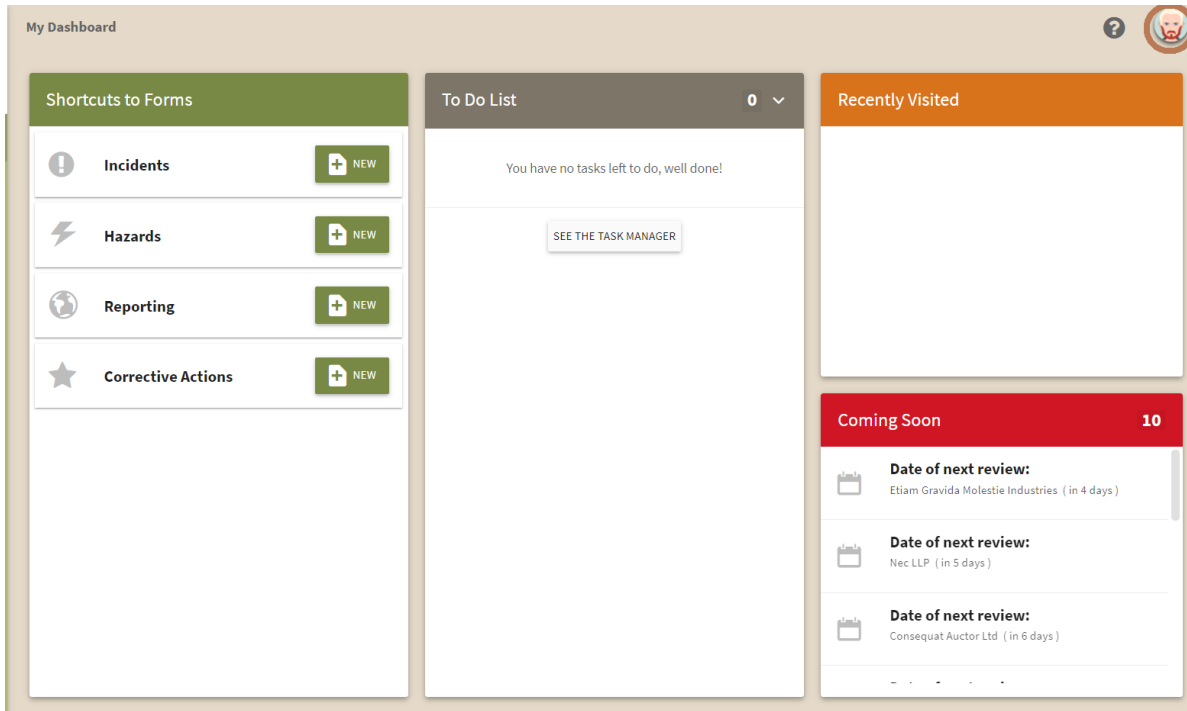 My Dashboard
Shortcuts to Forms
Incidents
NEW
Hazards
NEW
Reporting
NEW
Corrective Actions
NEW
To Do List 0
You have no tasks left to do, well done!
SEE THE TASK MANAGER
Recently Visited
Coming Soon 10
Date of next review:
Etiam Gravida Molestie Industries ( in 4 days )
Date of next review:
Nec LLP ( in 5 days )
Date of next review:
Consequat Auctor Ltd ( in 6 days )